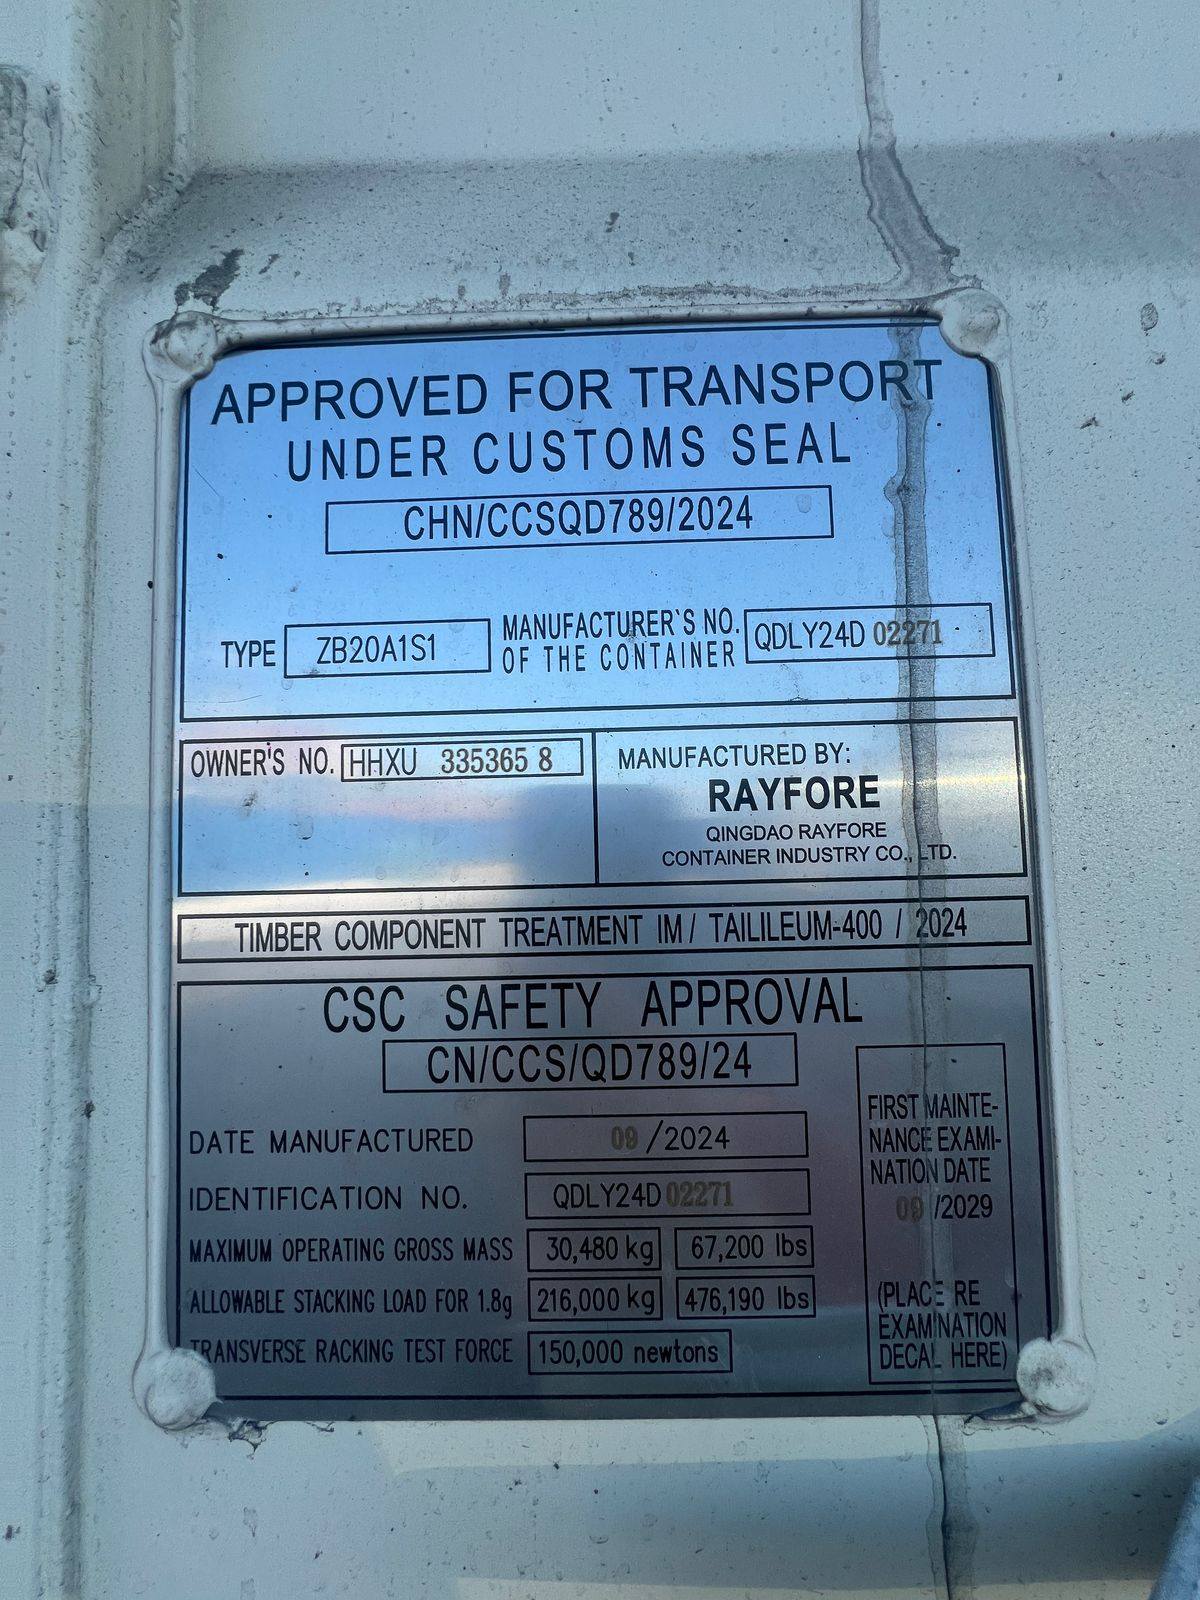 APPROVED FOR TRANSPORT
UNDER CUSTOMS SEAL
CHN/CCSQD789/2024
TYPE ZB20A1S1 MANUFACTURER`S NO. OF THE CONTAINER QDLY24D 02271
OWNER'S NO. HHXU 335365 8
MANUFACTURED BY:
RAYFORE
QINGDAO RAYFORE
CONTAINER INDUSTRY CO., LTD.
TIMBER COMPONENT TREATMENT IM / TAILILEUM-400 / 2024
CSC SAFETY APPROVAL
CN/CCS/QD789/24
DATE MANUFACTURED 09 /2024
IDENTIFICATION NO. QDLY24D 02271
MAXIMUM OPERATING GROSS MASS 30,480 kg 67,200 lbs
ALLOWABLE STACKING LOAD FOR 1.8g 216,000 kg 476,190 lbs
TRANSVERSE RACKING TEST FORCE 150,000 newtons
FIRST MAINTE-
NANCE EXAMI-
NATION DATE
09 /2029
(PLACE RE
EXAMINATION
DECAL HERE)